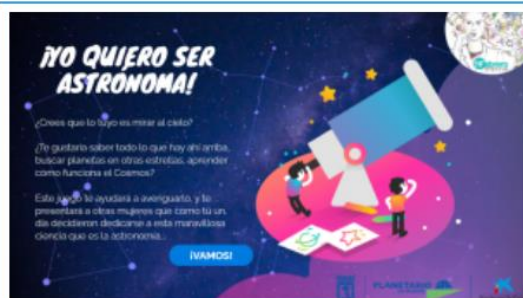 ¡YO QUIERO SER
ASTRÓNOMA!
¿Crees que lo tuyo es mirar al cielo?
¿Te gustaría saber todo lo que hay ahí arriba,
buscar planetas en otras estrellas, aprender
cómo funciona el Cosmos?
Este juego te ayudará a averiguarlo, y te
presentará a otras mujeres que como tú un,
día decidieron dedicarse a esta maravillosa
ciencia que es la astronomía...
¡VAMOS!
PLANETARIO